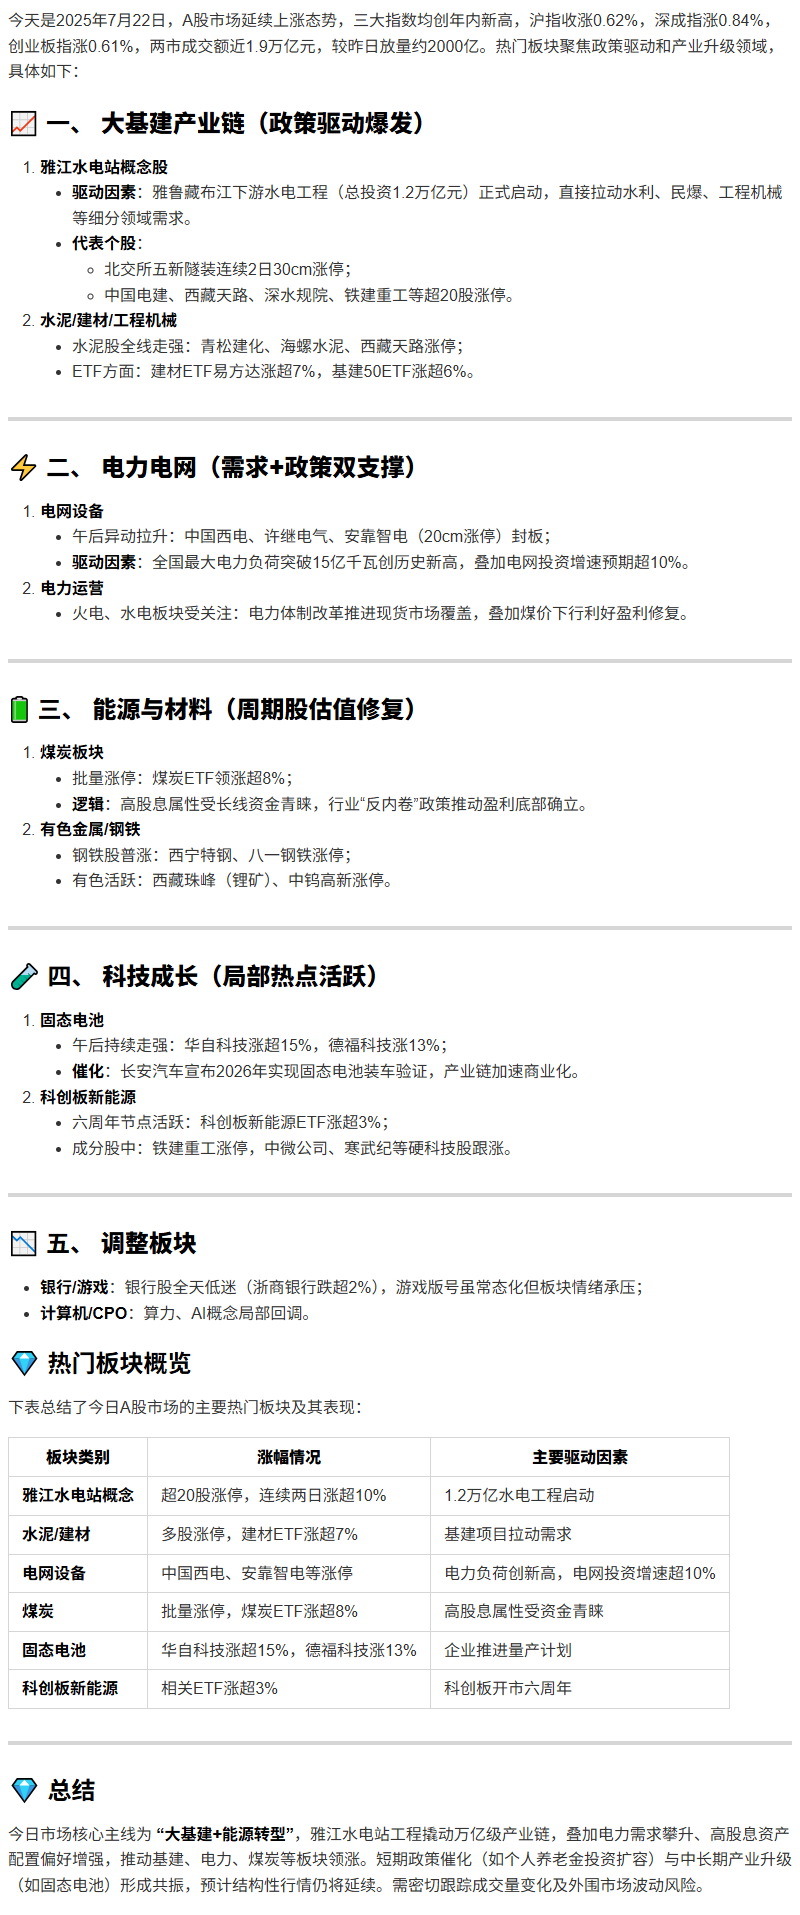 今天是2025年7月22日，A股市场延续上涨态势，三大指数均创年内新高，沪指收涨0.62%，深成指涨0.84%，
创业板指涨0.61%，两市成交额近1.9万亿元，较昨日放量约2000亿。热门板块聚焦政策驱动和产业升级领域，
具体如下：
📈 一、 大基建产业链（政策驱动爆发）
1. 雅江水电站概念股
• 驱动因素：雅鲁藏布江下游水电工程（总投资1.2万亿元）正式启动，直接拉动水利、民爆、工程机械
等细分领域需求。
• 代表个股：
◦ 北交所五新隧装连续2日30cm涨停；
◦ 中国电建、西藏天路、深水规院、铁建重工等超20股涨停。
2. 水泥/建材/工程机械
• 水泥股全线走强：青松建化、海螺水泥、西藏天路涨停；
• ETF方面：建材ETF易方达涨超7%，基建50ETF涨超6%。
⚡ 二、 电力电网（需求+政策双支撑）
1. 电网设备
• 午后异动拉升：中国西电、许继电气、安靠智电（20cm涨停）封板；
• 驱动因素：全国最大电力负荷突破15亿千瓦创历史新高，叠加电网投资增速预期超10%。
2. 电力运营
• 火电、水电板块受关注：电力体制改革推进现货市场覆盖，叠加煤价下行利好盈利修复。
🔋 三、 能源与材料（周期股估值修复）
1. 煤炭板块
• 批量涨停：煤炭ETF领涨超8%；
• 逻辑：高股息属性受长线资金青睐，行业“反内卷”政策推动盈利底部确立。
2. 有色金属/钢铁
• 钢铁股普涨：西宁特钢、八一钢铁涨停；
• 有色活跃：西藏珠峰（锂矿）、中钨高新涨停。
🧪 四、 科技成长（局部热点活跃）
1. 固态电池
• 午后持续走强：华自科技涨超15%，德福科技涨13%；
• 催化：长安汽车宣布2026年实现固态电池装车验证，产业链加速商业化。
2. 科创板新能源
• 六周年节点活跃：科创板新能源ETF涨超3%；
• 成分股中：铁建重工涨停，中微公司、寒武纪等硬科技股跟涨。
📉 五、 调整板块
• 银行/游戏：银行股全天低迷（浙商银行跌超2%），游戏版号虽常态化但板块情绪承压；
• 计算机/CPO：算力、AI概念局部回调。
💎 热门板块概览
下表总结了今日A股市场的主要热门板块及其表现：
板块类别 涨幅情况 主要驱动因素
雅江水电站概念 超20股涨停，连续两日涨超10% 1.2万亿水电工程启动
水泥/建材 多股涨停，建材ETF涨超7% 基建项目拉动需求
电网设备 中国西电、安靠智电等涨停 电力负荷创新高，电网投资增速超10%
煤炭 批量涨停，煤炭ETF涨超8% 高股息属性受资金青睐
固态电池 华自科技涨超15%，德福科技涨13% 企业推进量产计划
科创板新能源 相关ETF涨超3% 科创板开市六周年
💎 总结
今日市场核心主线为 “大基建+能源转型”，雅江水电站工程撬动万亿级产业链，叠加电力需求攀升、高股息资产
配置偏好增强，推动基建、电力、煤炭等板块领涨。短期政策催化（如个人养老金投资扩容）与中长期产业升级
（如固态电池）形成共振，预计结构性行情仍将延续。需密切跟踪成交量变化及外围市场波动风险。